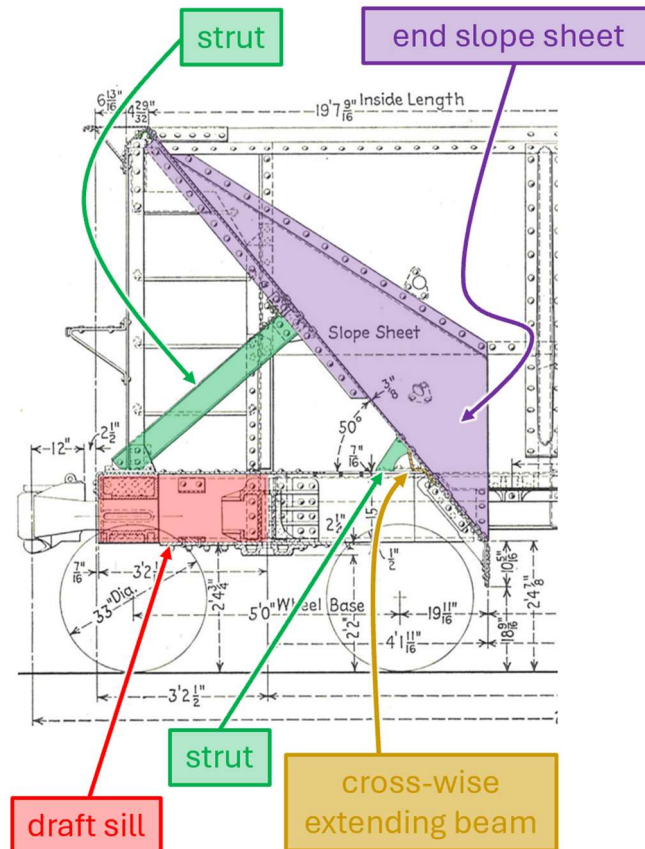 strut
end slope sheet
6 13/16"
4 29/32"
19'7 9/16" Inside Length
Slope Sheet
3/8"
50°
12"
2 1/2"
7/16"
15"
2 1/2"
1/2"
7/16"
3'2
33" Dia.
2'4 3/4"
5'0" Wheel Base
2'2"
19 11/16"
4'1 11/16"
10 5/16"
18 9/16"
2'4 7/8"
3'2 1/2"
strut
draft sill
cross-wise
extending beam